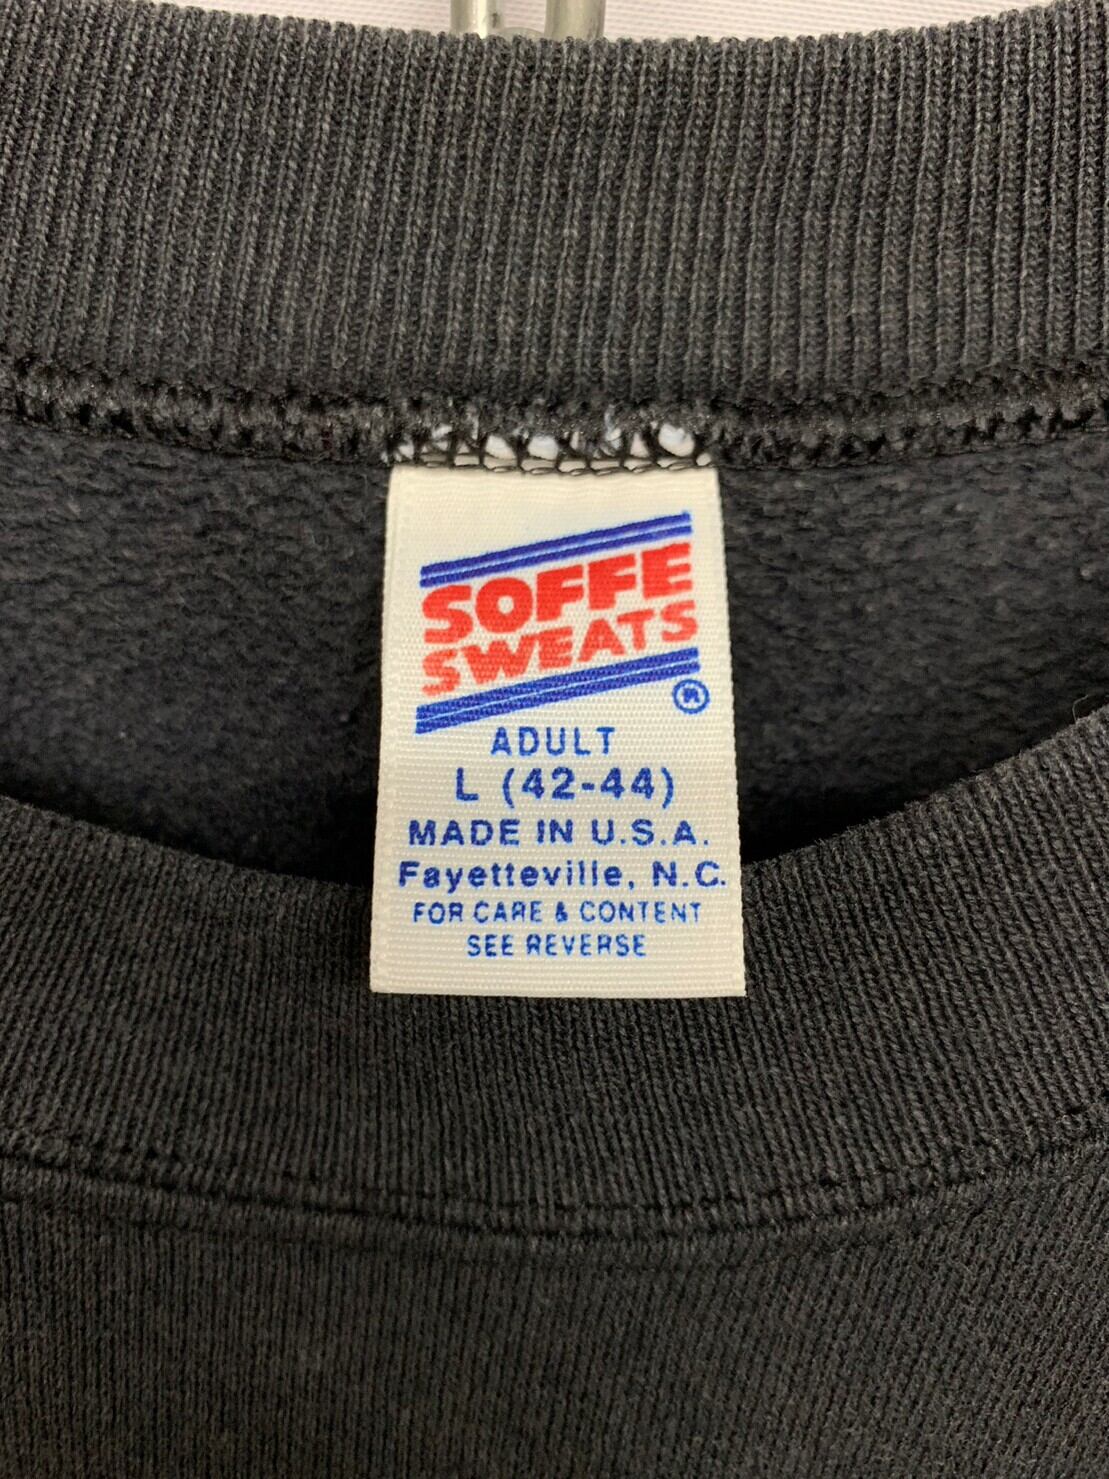 SOFFE
SWEATS
®
ADULT
L (42-44)
MADE IN U.S.A.
Fayetteville, N.C.
FOR CARE & CONTENT
SEE REVERSE